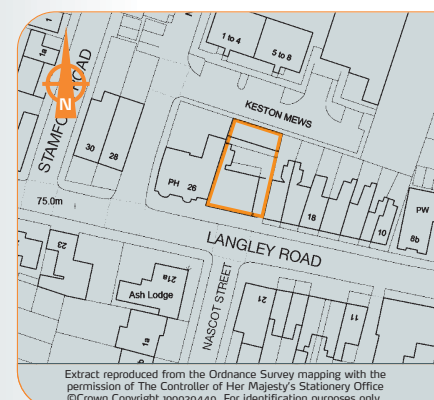 1
1a
STAMFO
ROAD
N
1 to 4
5 to 8
KESTON MEWS
30
28
PH
26
18
10
PW
8b
75.0m
LANGLEY ROAD
23
21a
Ash Lodge
1a
NASCOT STREET
21
11
Extract reproduced from the Ordnance Survey mapping with the
permission of The Controller of Her Majesty's Stationery Office
©Crown Copyright 100020449. For identification purposes only.